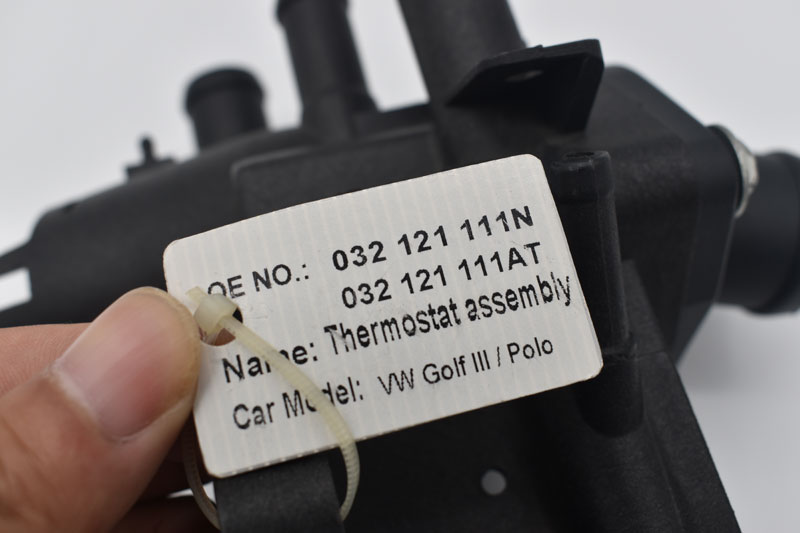 OE NO.: 032 121 111N
032 121 111AT
Name: Thermostat assembly
Car Model: VW Golf III / Polo